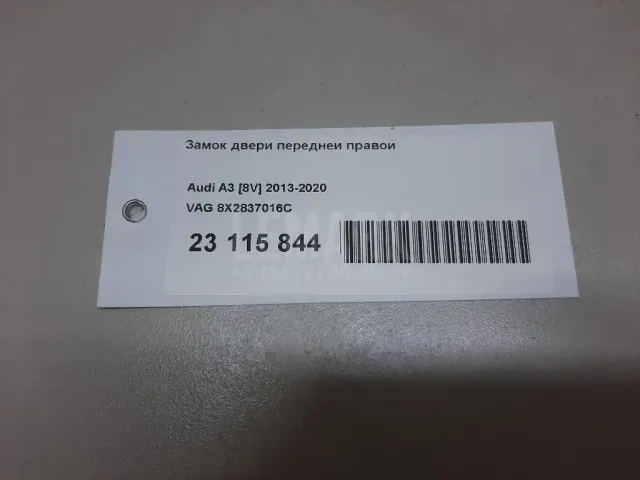 Замок двери передней правой
Audi A3 [8V] 2013-2020
VAG 8X2837016C
23 115 844